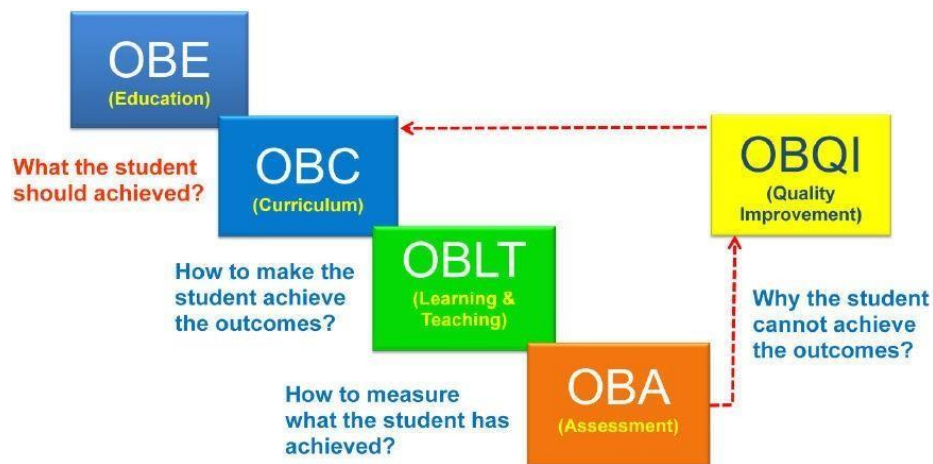 OBE
(Education)
What the student
should achieved?
OBC
(Curriculum)
OBQI
(Quality
Improvement)
How to make the
student achieve
the outcomes?
OBLT
(Learning &
Teaching)
Why the student
cannot achieve
the outcomes?
How to measure
what the student has
achieved?
OBA
(Assessment)